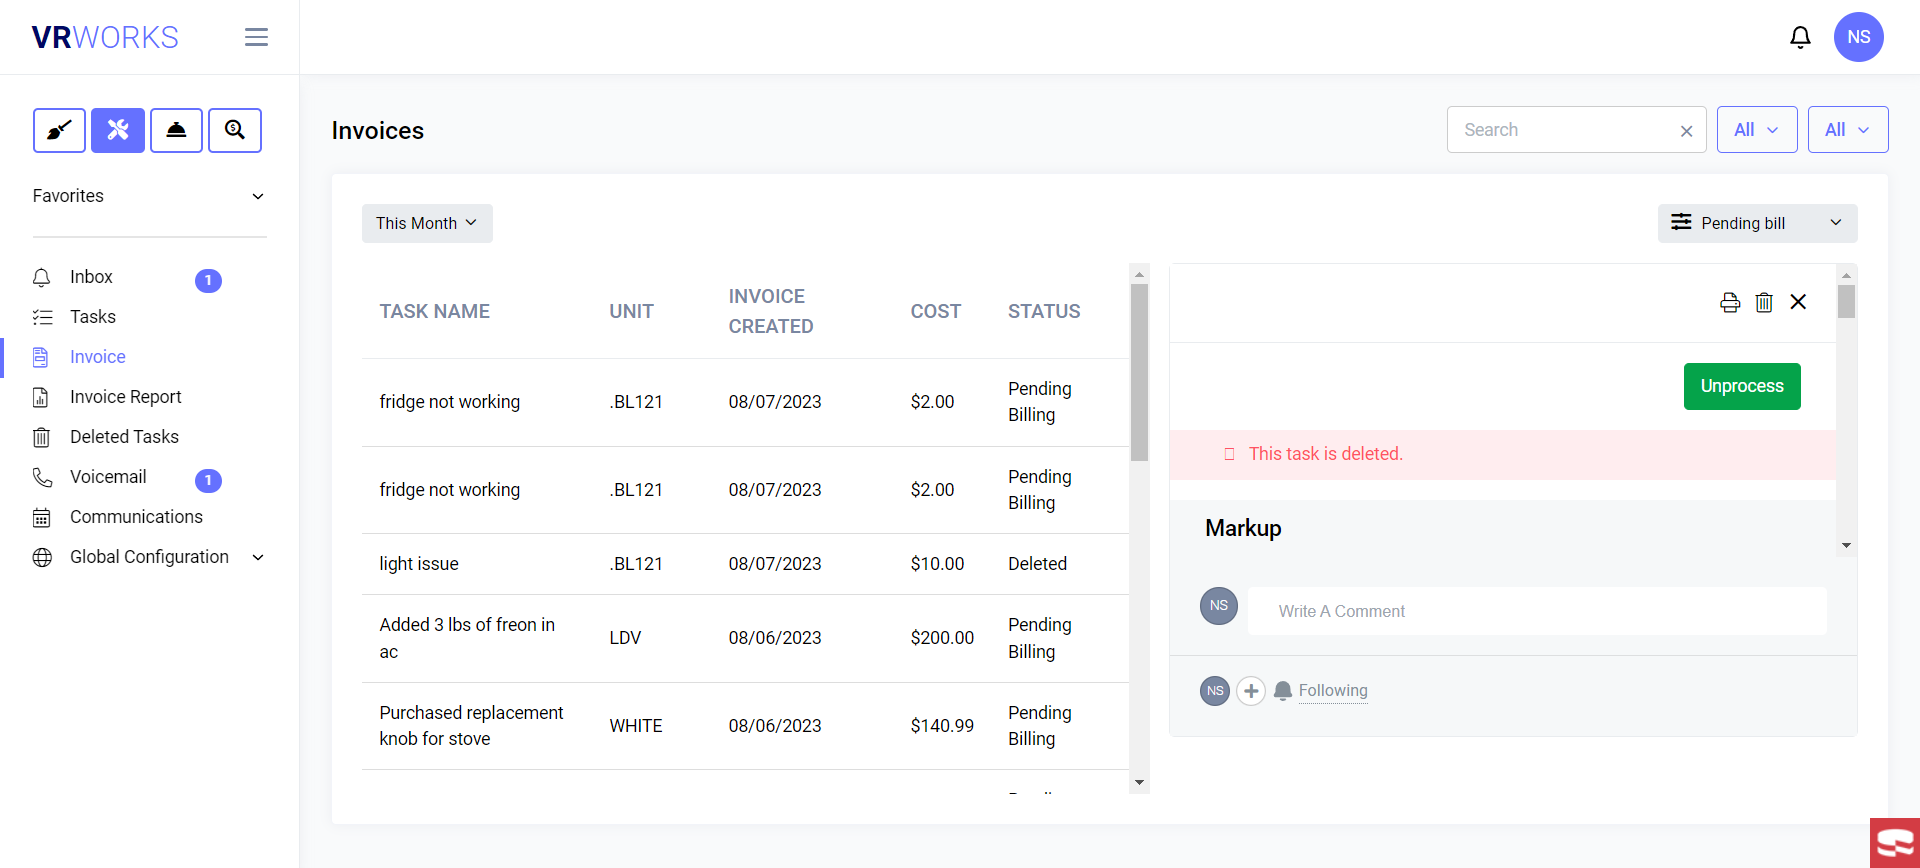 VRWORKS
NS
Favorites
Inbox 1
Tasks
Invoice
Invoice Report
Deleted Tasks
Voicemail 1
Communications
Global Configuration
Invoices
Search
All
All
This Month
Pending bill
TASK NAME UNIT INVOICE CREATED COST STATUS
fridge not working .BL121 08/07/2023 $2.00 Pending Billing
fridge not working .BL121 08/07/2023 $2.00 Pending Billing
light issue .BL121 08/07/2023 $10.00 Deleted
Added 3 lbs of freon in ac LDV 08/06/2023 $200.00 Pending Billing
Purchased replacement knob for stove WHITE 08/06/2023 $140.99 Pending Billing
Unprocess
This task is deleted.
Markup
NS
Write A Comment
NS
Following